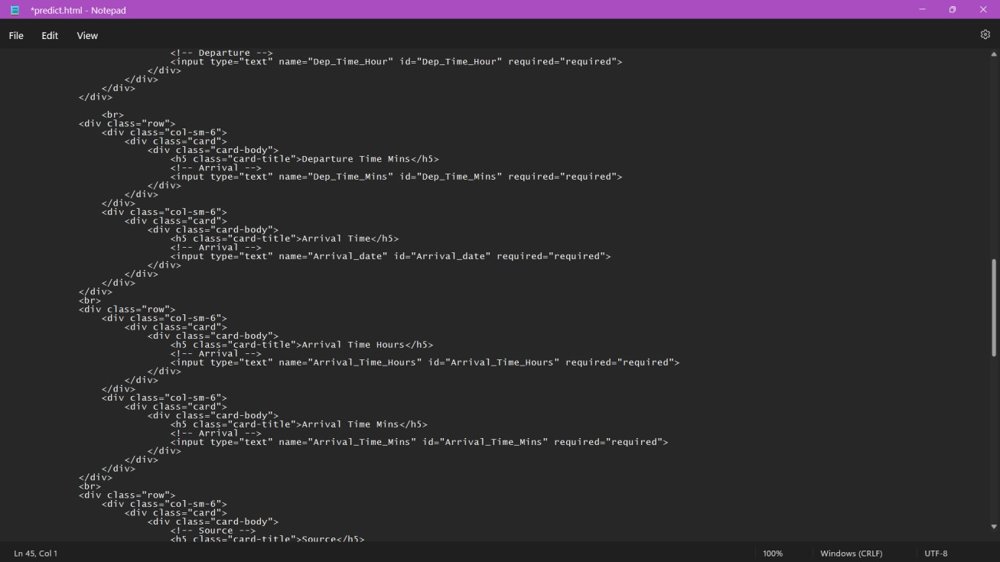 *predict.html - Notepad
File Edit View
<!-- Departure -->
<input type="text" name="Dep_Time_Hour" id="Dep_Time_Hour" required="required">
</div>
</div>
</div>
</div>
<br>
<div class="row">
<div class="col-sm-6">
<div class="card">
<div class="card-body">
<h5 class="card-title">Departure Time Mins</h5>
<!-- Arrival -->
<input type="text" name="Dep_Time_Mins" id="Dep_Time_Mins" required="required">
</div>
</div>
</div>
<div class="col-sm-6">
<div class="card">
<div class="card-body">
<h5 class="card-title">Arrival Time</h5>
<!-- Arrival -->
<input type="text" name="Arrival_date" id="Arrival_date" required="required">
</div>
</div>
</div>
</div>
<br>
<div class="row">
<div class="col-sm-6">
<div class="card">
<div class="card-body">
<h5 class="card-title">Arrival Time Hours</h5>
<!-- Arrival -->
<input type="text" name="Arrival_Time_Hours" id="Arrival_Time_Hours" required="required">
</div>
</div>
</div>
<div class="col-sm-6">
<div class="card">
<div class="card-body">
<h5 class="card-title">Arrival Time Mins</h5>
<!-- Arrival -->
<input type="text" name="Arrival_Time_Mins" id="Arrival_Time_Mins" required="required">
</div>
</div>
</div>
</div>
<br>
<div class="row">
<div class="col-sm-6">
<div class="card">
<div class="card-body">
<!-- Source -->
<h5 class="card-title">Source</h5>
Ln 45, Col 1 100% Windows (CRLF) UTF-8